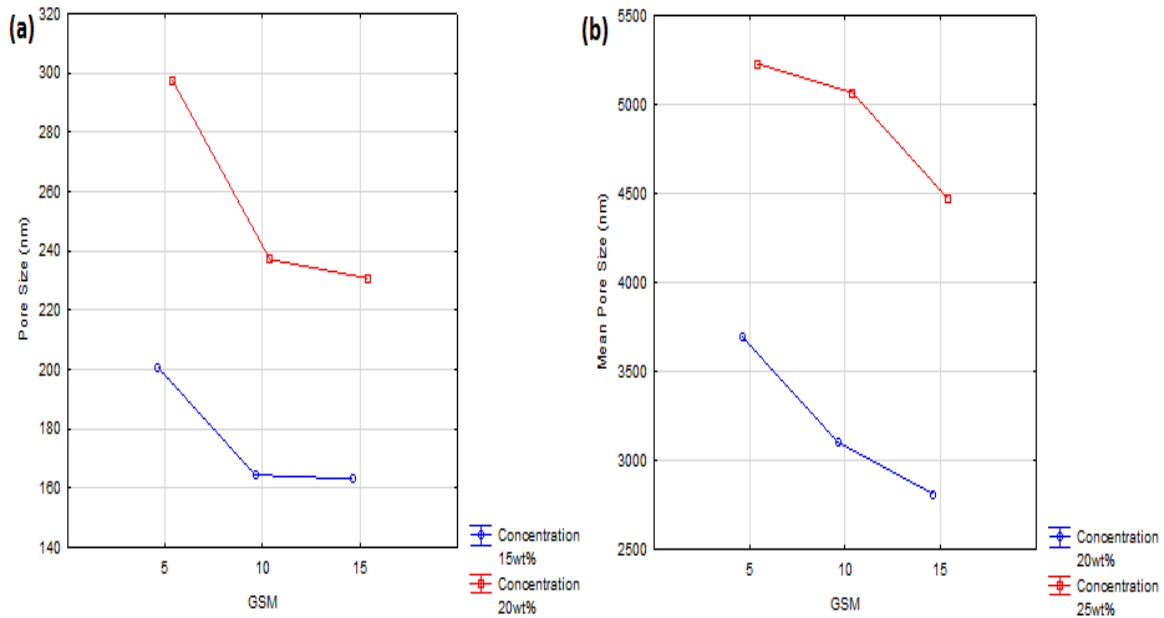 (a)
320
300
280
260
240
220
200
180
160
140
Pore Size (nm)
5 10 15
GSM
Concentration
15wt%
Concentration
20wt%
(b)
5500
5000
4500
4000
3500
3000
2500
Mean Pore Size (nm)
5 10 15
GSM
Concentration
20wt%
Concentration
25wt%